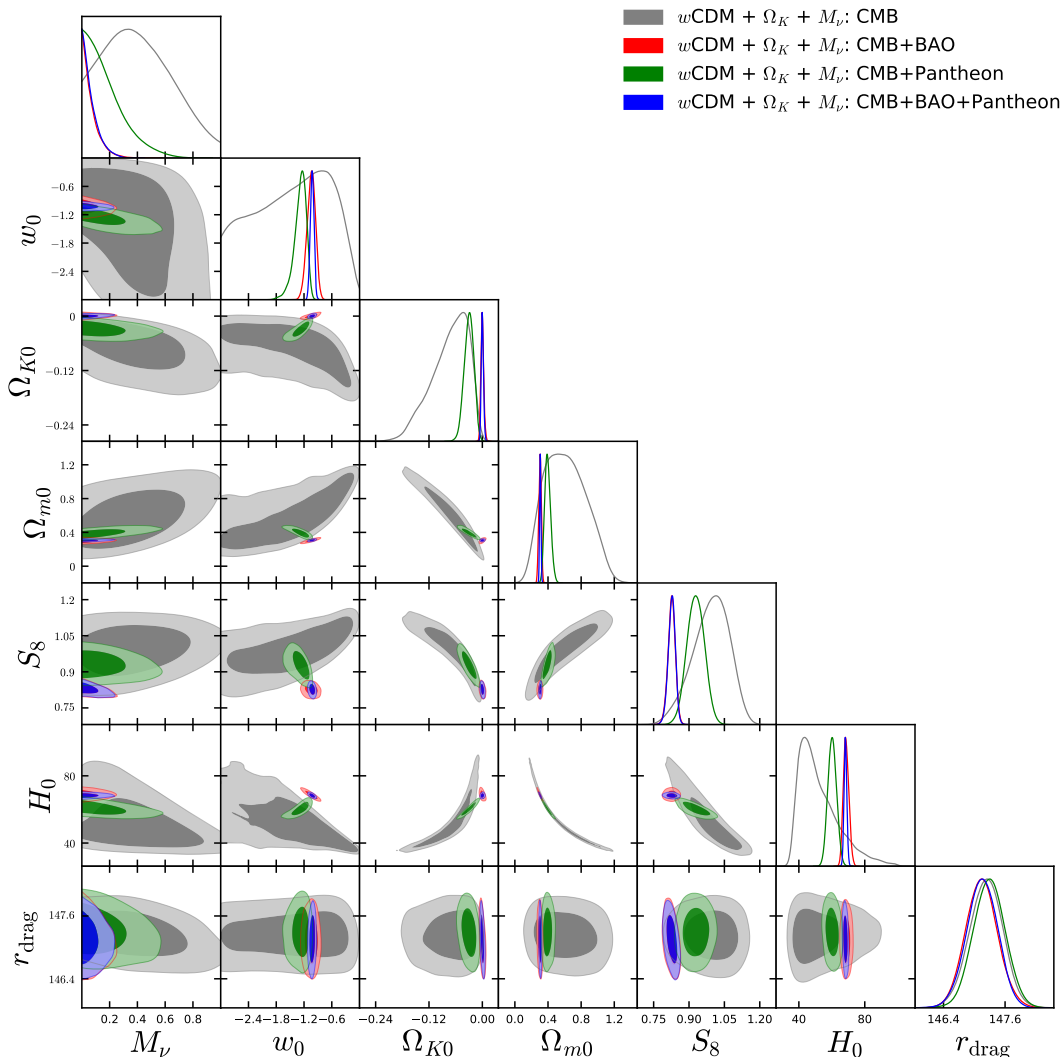 wCDM + Ω_K + M_ν: CMB
wCDM + Ω_K + M_ν: CMB+BAO
wCDM + Ω_K + M_ν: CMB+Pantheon
wCDM + Ω_K + M_ν: CMB+BAO+Pantheon
w_0
−0.6
−1.2
−1.8
−2.4
Ω_K0
0
−0.12
−0.24
Ω_m0
1.2
0.8
0.4
0
S_8
1.2
1.05
0.9
0.75
H_0
80
40
r_drag
147.6
146.4
0.2 0.4 0.6 0.8
−2.4 −1.8 −1.2 −0.6
−0.24 −0.12 0.00
0.0 0.4 0.8 1.2
0.75 0.90 1.05 1.20
40 80
146.4 147.6
M_ν w_0 Ω_K0 Ω_m0 S_8 H_0 r_drag